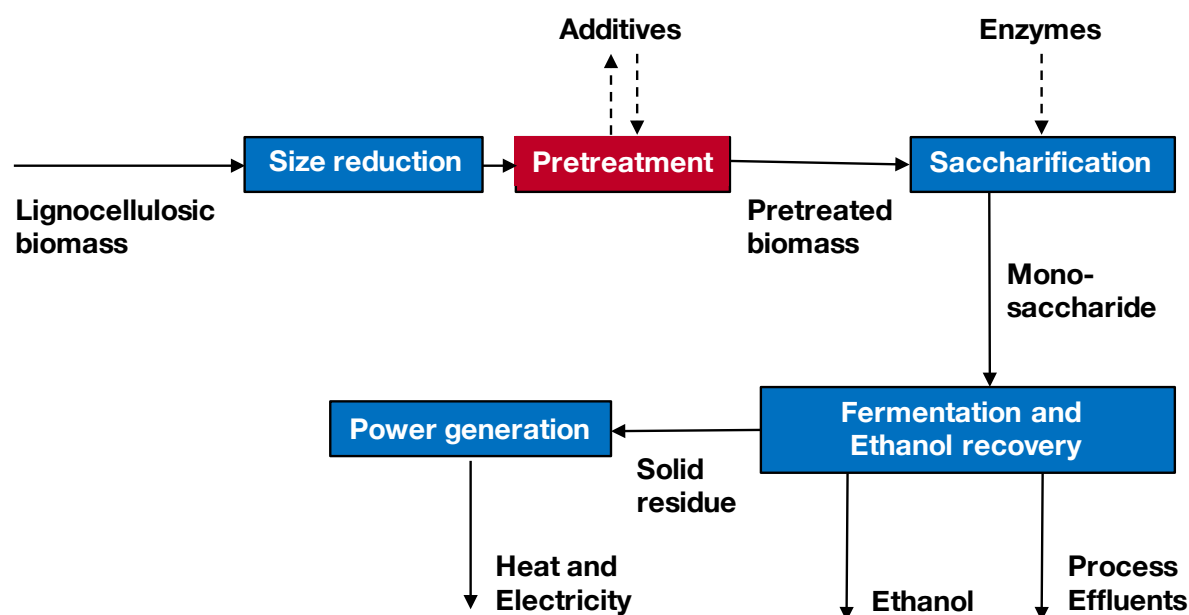 Additives
Enzymes
Size reduction
Pretreatment
Saccharification
Lignocellulosic
biomass
Pretreated
biomass
Mono-
saccharide
Fermentation and
Ethanol recovery
Power generation
Solid
residue
Heat and
Electricity
Ethanol
Process
Effluents